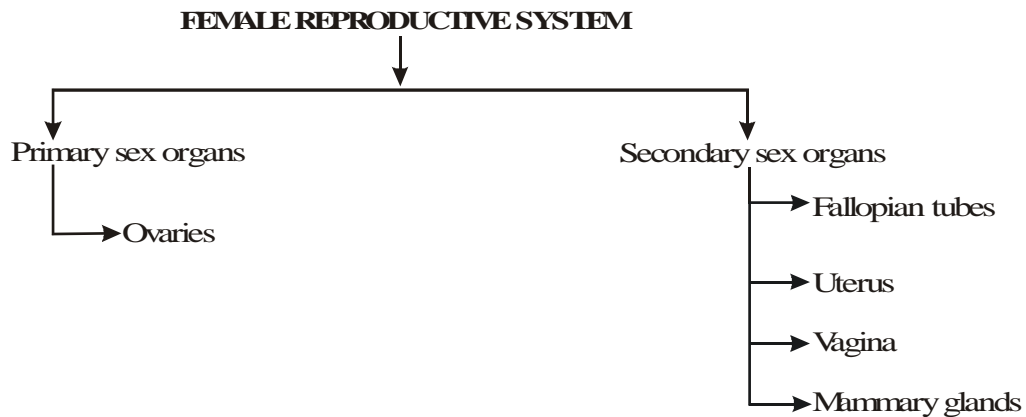 FEMALE REPRODUCTIVE SYSTEM
Primary sex organs
Ovaries
Secondary sex organs
Fallopian tubes
Uterus
Vagina
Mammary glands